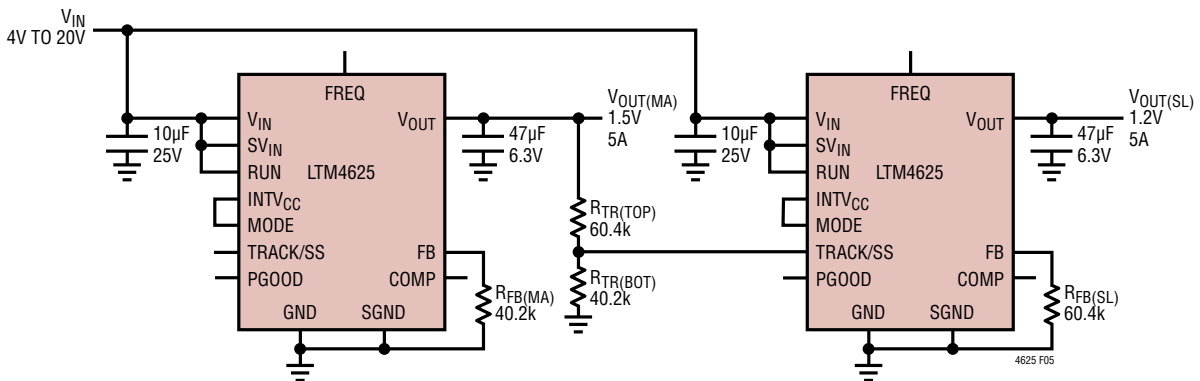 VIN
4V TO 20V
10µF
25V
FREQ
VIN
SVIN
RUN
INTVCC
MODE
TRACK/SS
PGOOD
LTM4625
VOUT
FB
COMP
GND
SGND
47µF
6.3V
VOUT(MA)
1.5V
5A
RFB(MA)
40.2k
RTR(TOP)
60.4k
RTR(BOT)
40.2k
10µF
25V
FREQ
VIN
SVIN
RUN
INTVCC
MODE
TRACK/SS
PGOOD
LTM4625
VOUT
FB
COMP
GND
SGND
47µF
6.3V
VOUT(SL)
1.2V
5A
RFB(SL)
60.4k
4625 F05